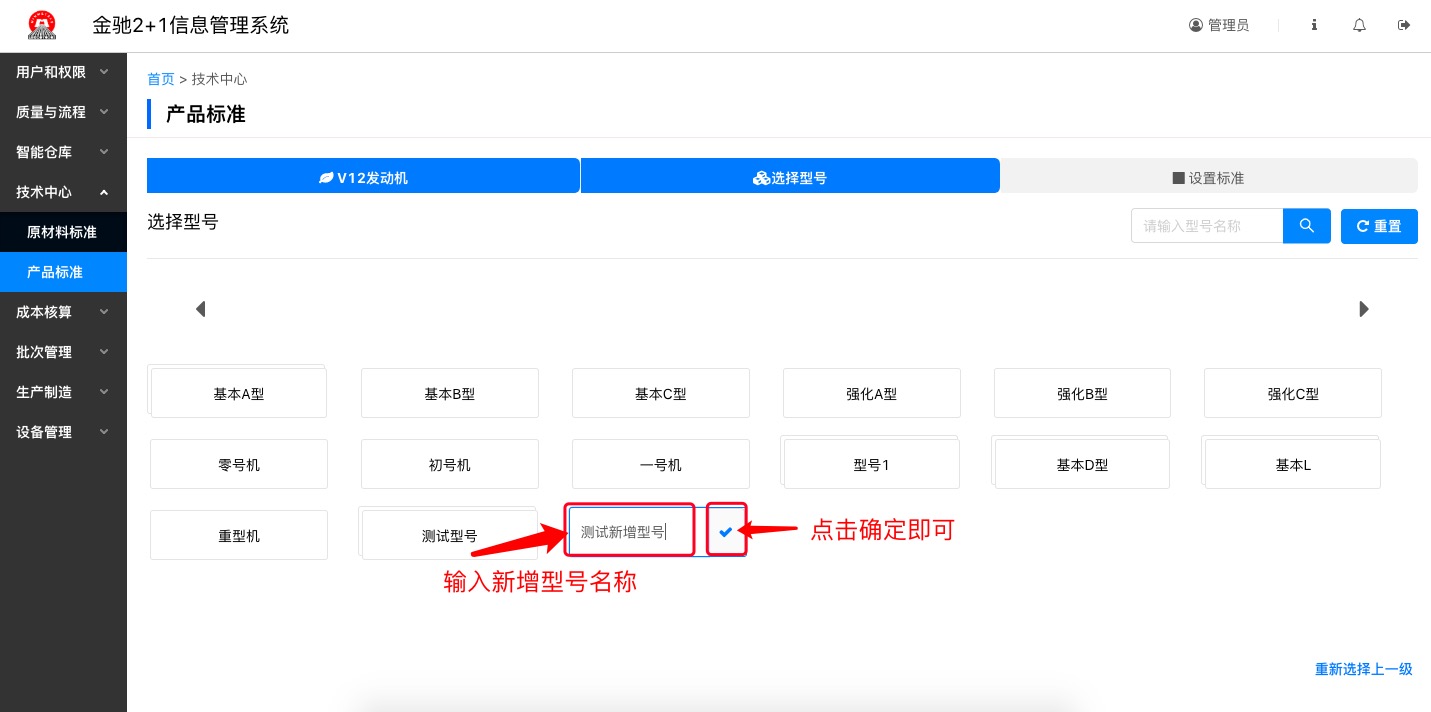 金驰2+1信息管理系统
管理员
用户和权限
质量与流程
智能仓库
技术中心
原材料标准
产品标准
成本核算
批次管理
生产制造
设备管理
首页 > 技术中心
产品标准
V12发动机
选择型号
设置标准
选择型号
请输入型号名称
重置
基本A型
基本B型
基本C型
强化A型
强化B型
强化C型
零号机
初号机
一号机
型号1
基本D型
基本L
重型机
测试型号
测试新增型号
点击确定即可
输入新增型号名称
重新选择上一级